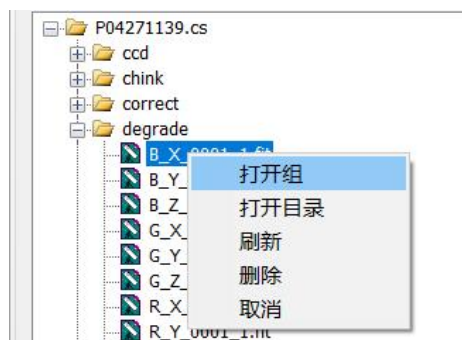 P04271139.cs
ccd
chink
correct
degrade
B_X_0001_1.fit
B_Y_
B_Z_
G_X_
G_Y_
G_Z_
R_X_
R_Y_0001_1.fit
打开组
打开目录
刷新
删除
取消